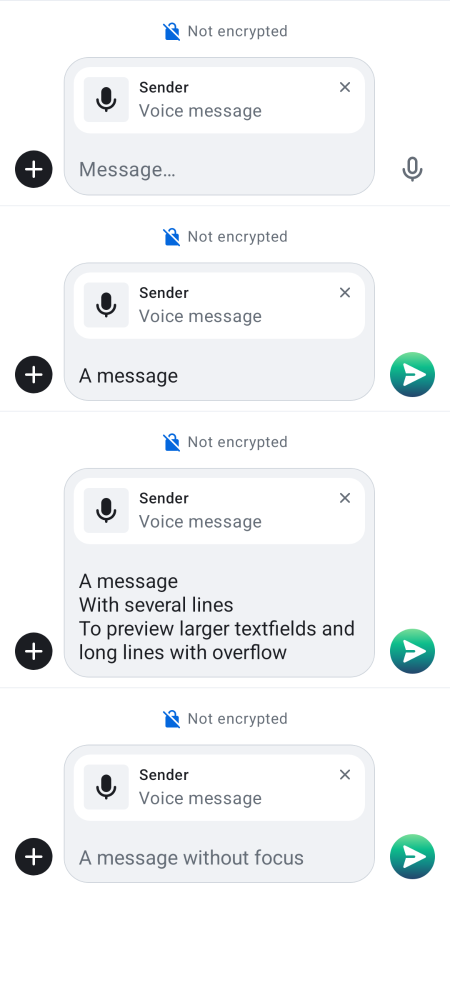 Not encrypted
Sender
Voice message
Message…
Not encrypted
Sender
Voice message
A message
Not encrypted
Sender
Voice message
A message
With several lines
To preview larger textfields and
long lines with overflow
Not encrypted
Sender
Voice message
A message without focus